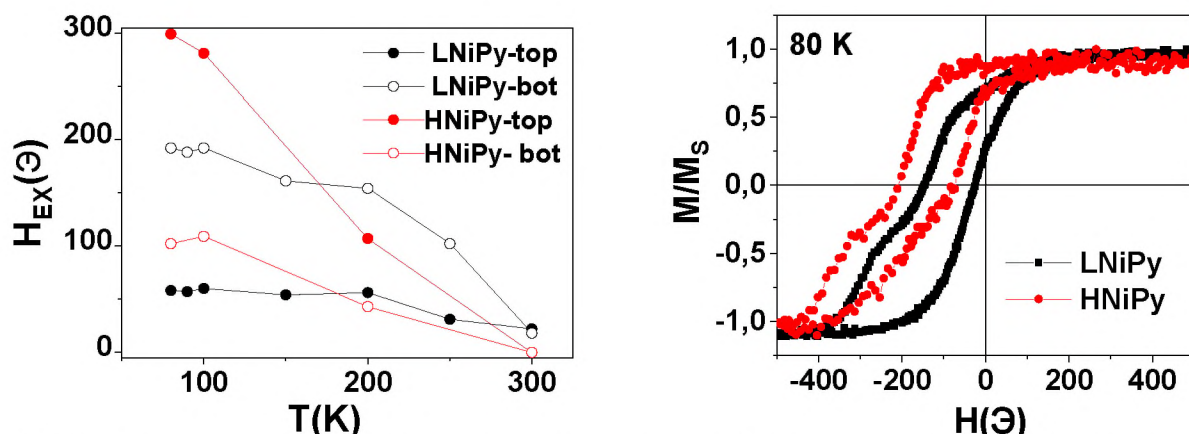 300
200
100
0
H_EX(Э)
100
200
300
T(K)
LNiPy-top
LNiPy-bot
HNiPy-top
HNiPy- bot
80 K
1,0
0,5
0,0
-0,5
-1,0
M/M_S
-400
-200
0
200
400
H(Э)
LNiPy
HNiPy